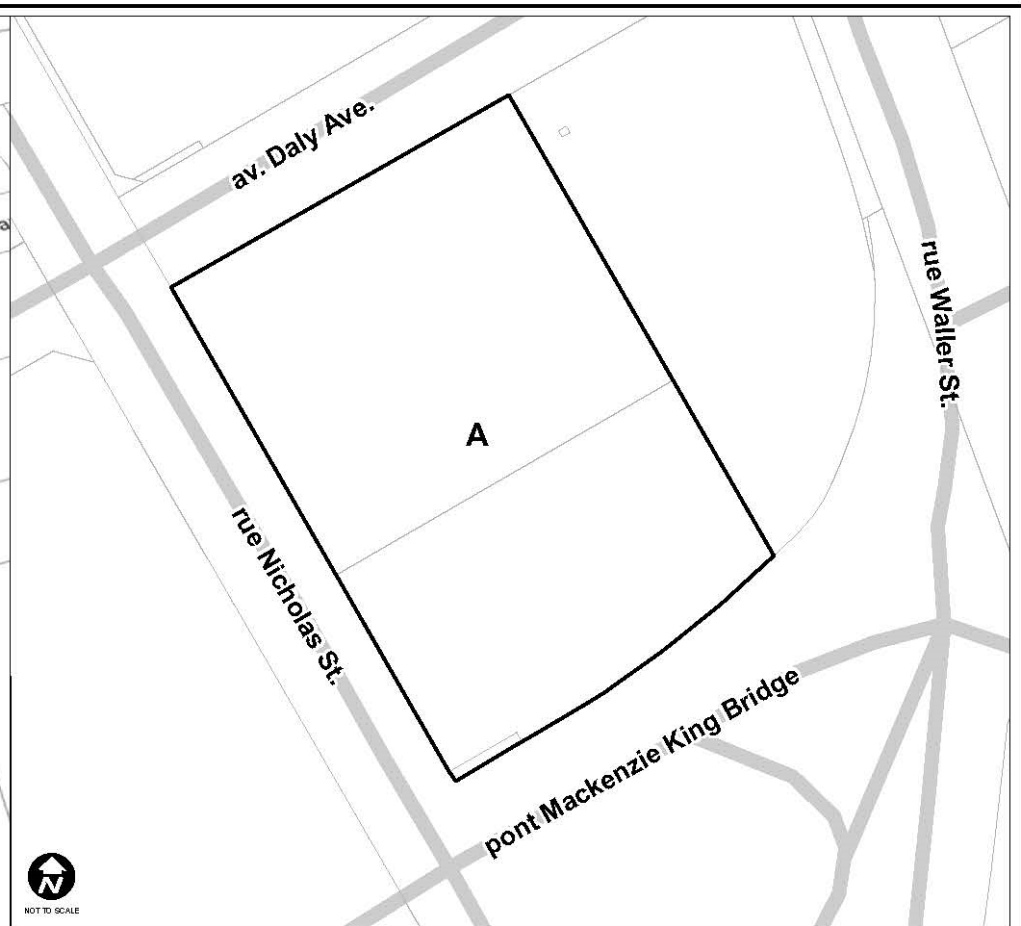 av. Daly Ave.
rue Waller St.
A
rue Nicholas St.
pont Mackenzie King Bridge
N
NOT TO SCALE